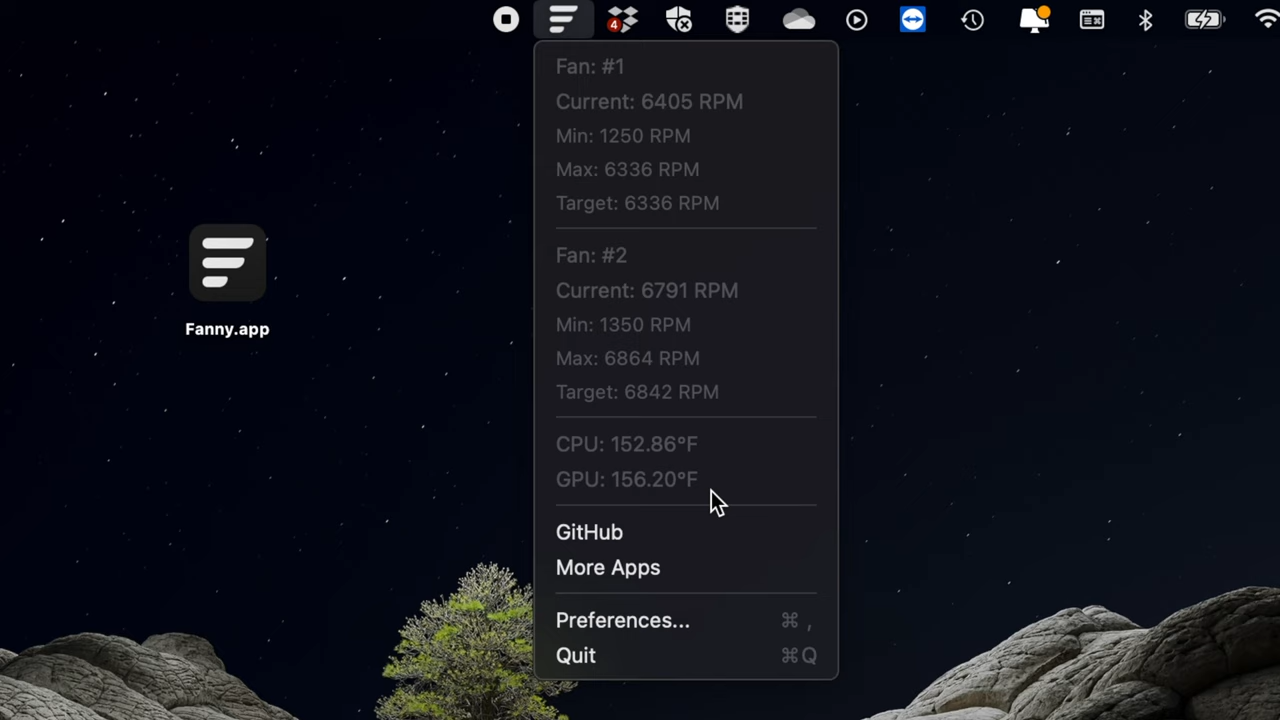 4
Fan: #1
Current: 6405 RPM
Min: 1250 RPM
Max: 6336 RPM
Target: 6336 RPM
Fan: #2
Current: 6791 RPM
Min: 1350 RPM
Max: 6864 RPM
Target: 6842 RPM
CPU: 152.86°F
GPU: 156.20°F
GitHub
More Apps
Preferences... ⌘ ,
Quit ⌘Q
Fanny.app